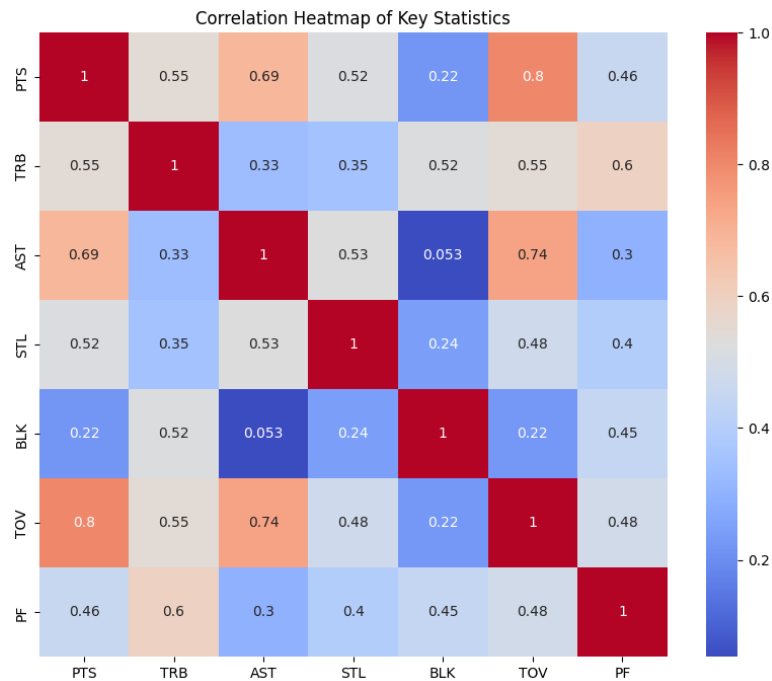 Correlation Heatmap of Key Statistics
PTS 1 0.55 0.69 0.52 0.22 0.8 0.46
TRB 0.55 1 0.33 0.35 0.52 0.55 0.6
AST 0.69 0.33 1 0.53 0.053 0.74 0.3
STL 0.52 0.35 0.53 1 0.24 0.48 0.4
BLK 0.22 0.52 0.053 0.24 1 0.22 0.45
TOV 0.8 0.55 0.74 0.48 0.22 1 0.48
PF 0.46 0.6 0.3 0.4 0.45 0.48 1
PTS TRB AST STL BLK TOV PF
1.0
0.8
0.6
0.4
0.2